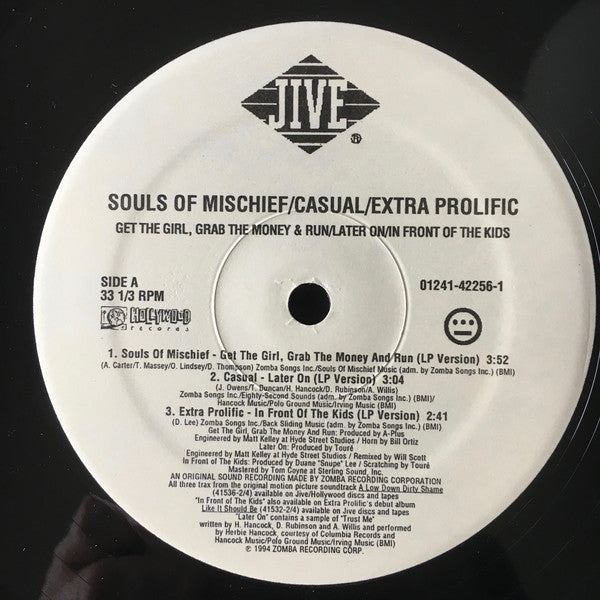 JIVE
SOULS OF MISCHIEF/CASUAL/EXTRA PROLIFIC
GET THE GIRL, GRAB THE MONEY & RUN/LATER ON/IN FRONT OF THE KIDS
SIDE A
33 1/3 RPM
01241-42256-1
HOLLYWOOD
records
1. Souls Of Mischief - Get The Girl, Grab The Money And Run (LP Version) 3:52
(A. Carter/T. Massey/O. Lindsey/D. Thompson) Zomba Songs Inc./Souls Of Mischief Music (adm. by Zomba Songs Inc.) (BMI)
2. Casual - Later On (LP Version) 3:04
(J. Owens/T. Duncan/H. Hancock/D. Rubinson/A. Willis)
Zomba Songs Inc./Eighty-Second Sounds (adm. by Zomba Songs Inc.) (BMI)/
Hancock Music/Polo Ground Music/Irving Music (BMI)
3. Extra Prolific - In Front Of The Kids (LP Version) 2:41
(D. Lee) Zomba Songs Inc./Back Sliding Music (adm. by Zomba Songs Inc.) (BMI)
Get The Girl, Grab The Money And Run: Produced by A-Plus
Engineered by Matt Kelley at Hyde Street Studios / Horn by Bill Ortiz
Later On: Produced by Touré
Engineered by Matt Kelley at Hyde Street Studios / Remixed by Will Scott
In Front Of The Kids: Produced by Duane "Snupe" Lee / Scratching by Touré
Mastered by Tom Coyne at Sterling Sound, Inc.
AN ORIGINAL SOUND RECORDING MADE BY ZOMBA RECORDING CORPORATION
All three trax from the original motion picture soundtrack A Low Down Dirty Shame
(41536-2/4) available on Jive/Hollywood discs and tapes
"In Front Of The Kids" also available on Extra Prolific's debut album
Like It Should Be (41532-2/4) available on Jive discs and tapes
"Later On" contains a sample of "Trust Me"
written by H. Hancock, D. Rubinson and A. Willis and performed
by Herbie Hancock, courtesy of Columbia Records and
Hancock Music/Polo Ground Music/Irving Music (BMI)
℗ 1994 ZOMBA RECORDING CORP.